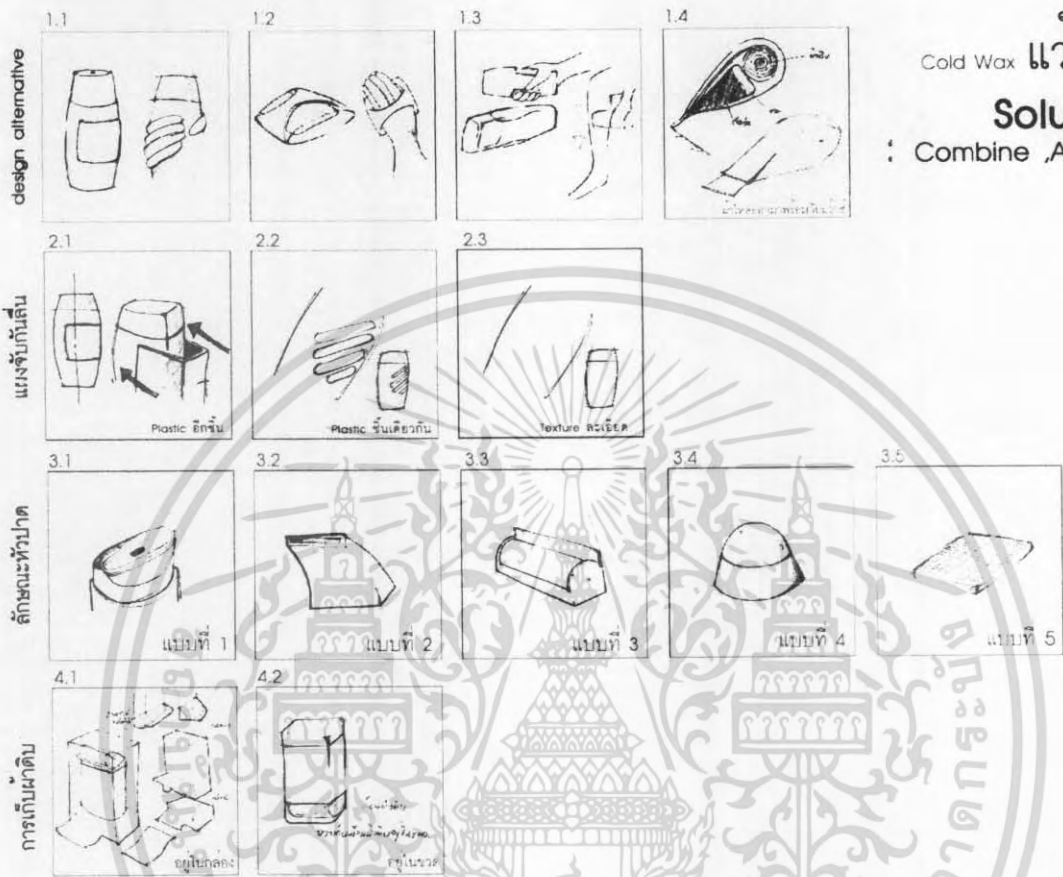 1.1
1.2
1.3
1.4
design alternative
Cold Wax
Solu
: Combine ,A
2.1
2.2
2.3
แผงจับกันลื่น
Plastic อีกชิ้น
Plastic ชิ้นเดียวกัน
Texture ละเอียด
3.1
3.2
3.3
3.4
3.5
ลักษณะหัวปาด
แบบที่ 1
แบบที่ 2
แบบที่ 3
แบบที่ 4
แบบที่ 5
4.1
4.2
การเก็บผ้าดิบ
อยู่ในกล่อง
อยู่ในขวด